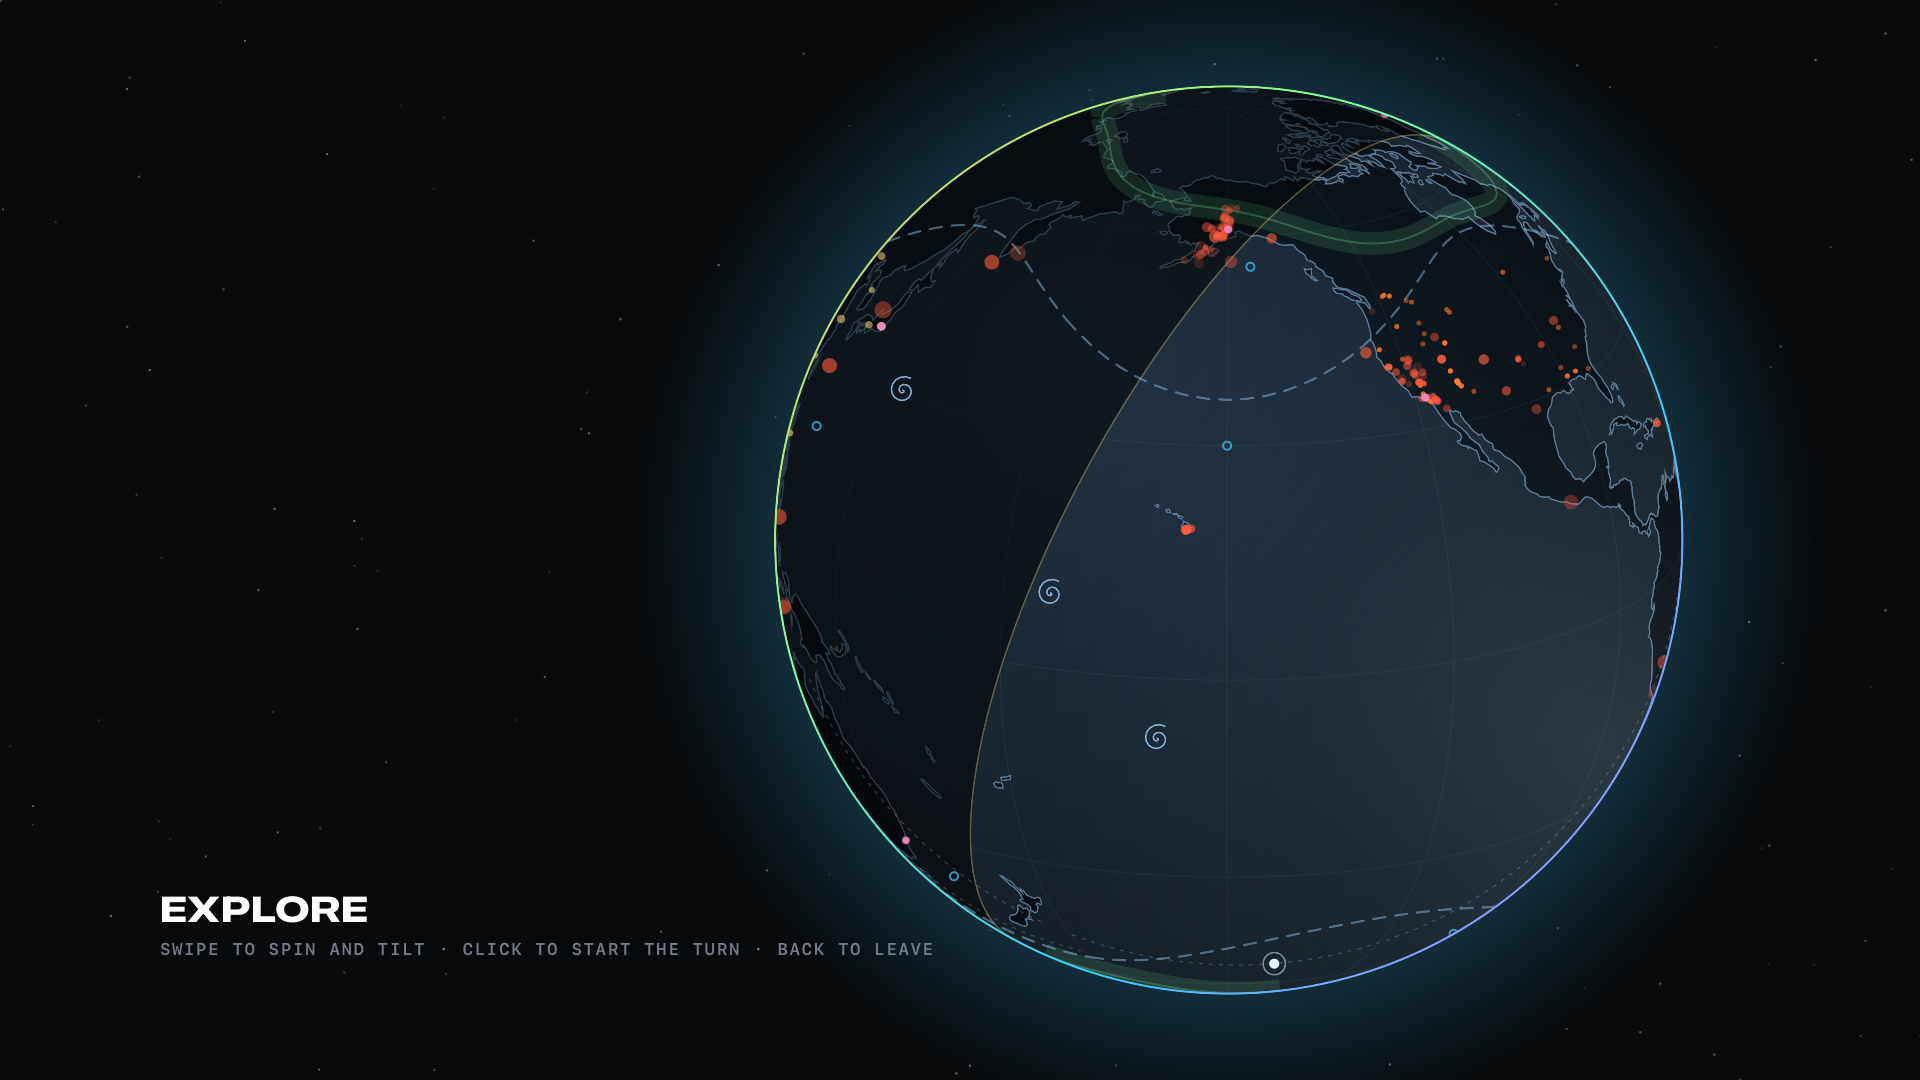 EXPLORE
SWIPE TO SPIN AND TILT · CLICK TO START THE TURN · BACK TO LEAVE